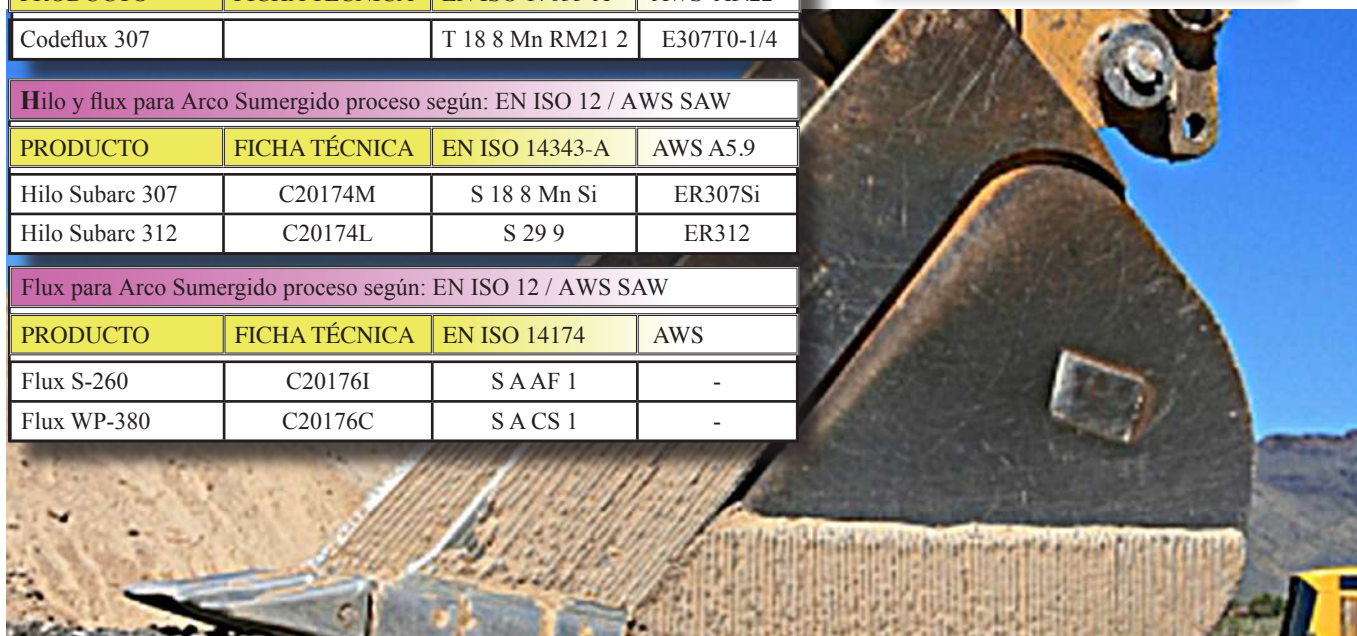 PRODUCTO FICHA TÉCNICA
Codeflux 307 T 18 8 Mn RM21 2 E307T0-1/4
Hilo y flux para Arco Sumergido proceso según: EN ISO 12 / AWS SAW
PRODUCTO FICHA TÉCNICA EN ISO 14343-A AWS A5.9
Hilo Subarc 307 C20174M S 18 8 Mn Si ER307Si
Hilo Subarc 312 C20174L S 29 9 ER312
Flux para Arco Sumergido proceso según: EN ISO 12 / AWS SAW
PRODUCTO FICHA TÉCNICA EN ISO 14174 AWS
Flux S-260 C20176I S A AF 1 -
Flux WP-380 C20176C S A CS 1 -